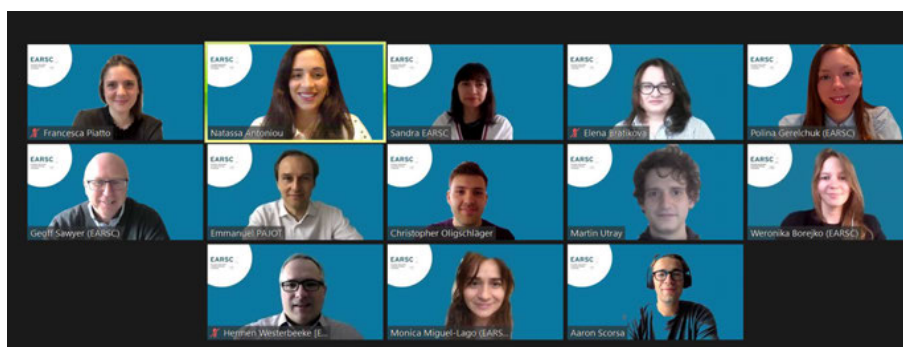 EARSC
EARSC
EARSC
EARSC
EARSC
Francesca Piatto
Natassa Antoniou
Sandra EARSC
Elena Bratikova
Polina Gerelchuk (EARSC)
EARSC
EARSC
EARSC
EARSC
EARSC
Geoff Sawyer (EARSC)
Emmanuel PAJOT
Christopher Oligschläger
Martin Utray
Weronika Borejko (EARSC)
EARSC
EARSC
EARSC
Hermen Westerbeeke [E...
Monica Miguel-Lago (EARS...
Aaron Scorsa